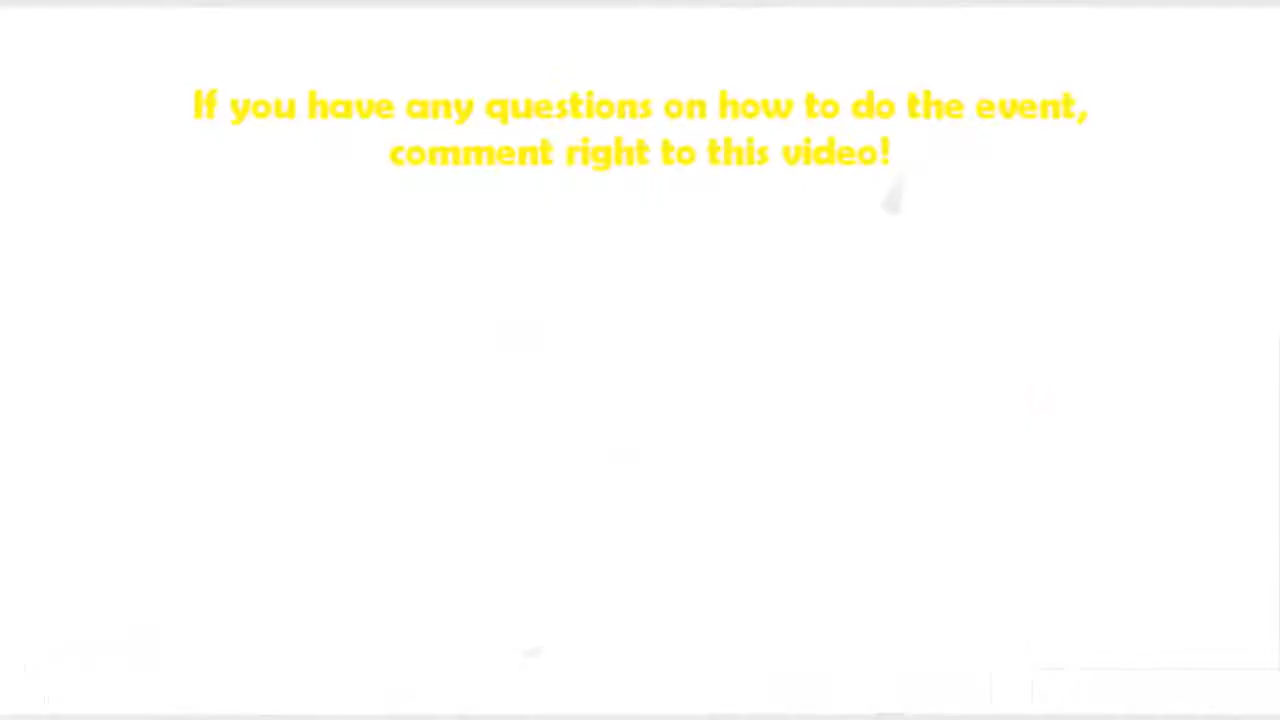 If you have any questions on how to do the event,
comment right to this video!